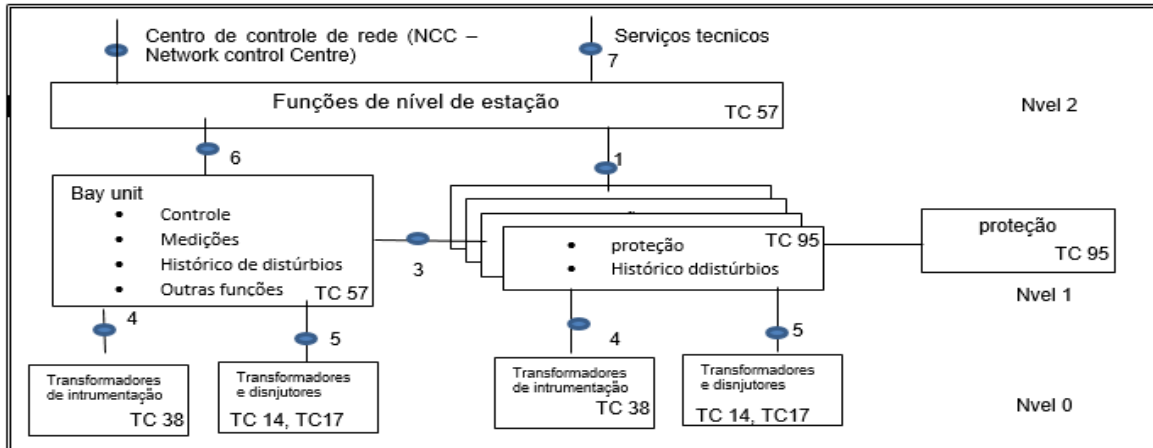 Centro de controle de rede (NCC –
Network control Centre)
Serviços tecnicos
7
Funções de nível de estação
TC 57
Nvel 2
6
1
Bay unit
• Controle
• Medições
• Histórico de distúrbios
• Outras funções
TC 57
3
TC 95
• proteção
• Histórico ddistúrbios
proteção
TC 95
Nvel 1
4
5
4
5
Transformadores
de intrumentação
TC 38
Transformadores
e disnjutores
TC 14, TC17
Transformadores
de intrumentação
TC 38
Transformadores
e disnjutores
TC 14, TC17
Nvel 0